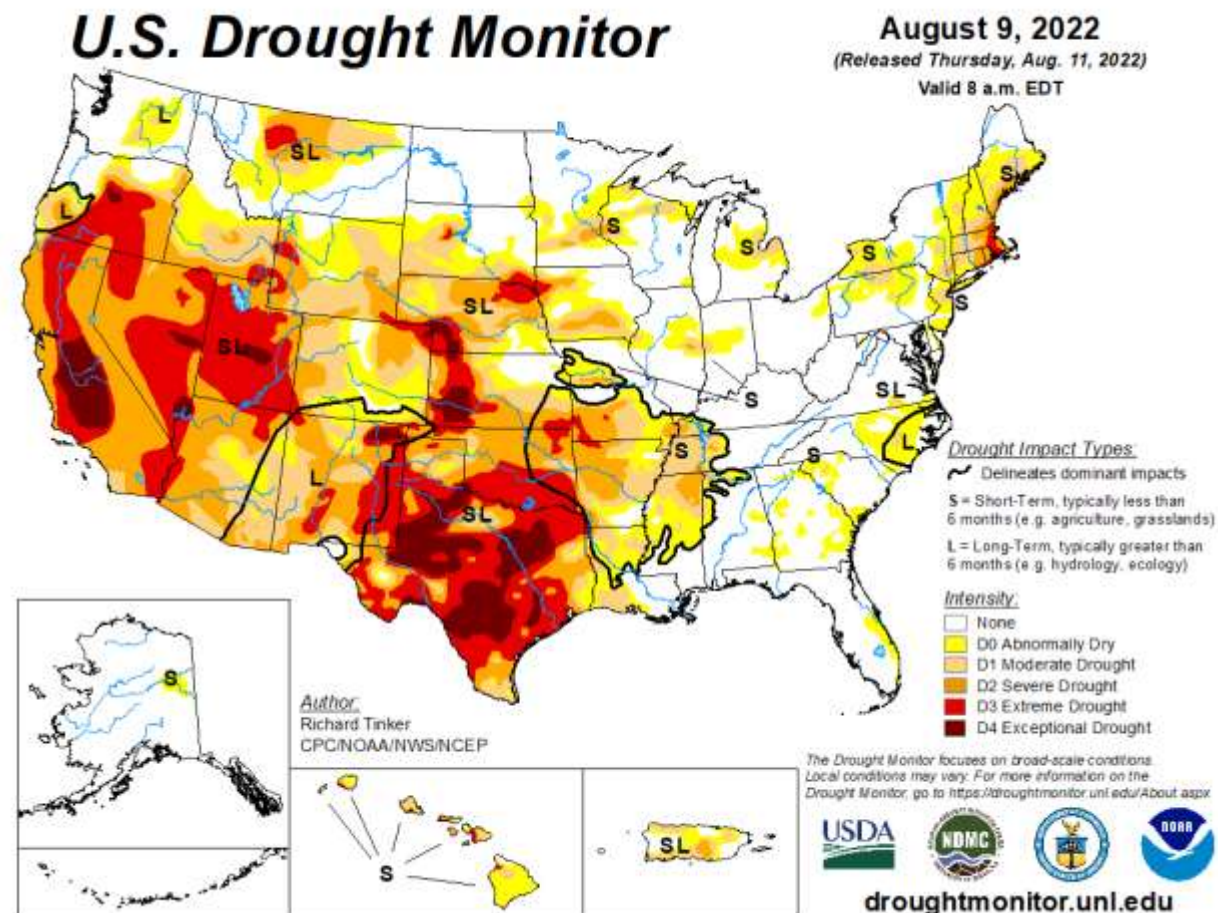 U.S. Drought Monitor
August 9, 2022
(Released Thursday, Aug. 11, 2022)
Valid 8 a.m. EDT
L
SL
S
L
S
S
S
S
SL
SL
SL
S
S
L
S
L
SL
Drought Impact Types:
Delineates dominant impacts
S = Short-Term, typically less than
6 months (e.g. agriculture, grasslands)
L = Long-Term, typically greater than
6 months (e.g. hydrology, ecology)
Intensity:
None
D0 Abnormally Dry
D1 Moderate Drought
D2 Severe Drought
D3 Extreme Drought
D4 Exceptional Drought
S
Author:
Richard Tinker
CPC/NOAA/NWS/NCEP
S
SL
The Drought Monitor focuses on broad-scale conditions.
Local conditions may vary. For more information on the
Drought Monitor, go to https://droughtmonitor.unl.edu/About.aspx
USDA
NDMC
NOAA
droughtmonitor.unl.edu